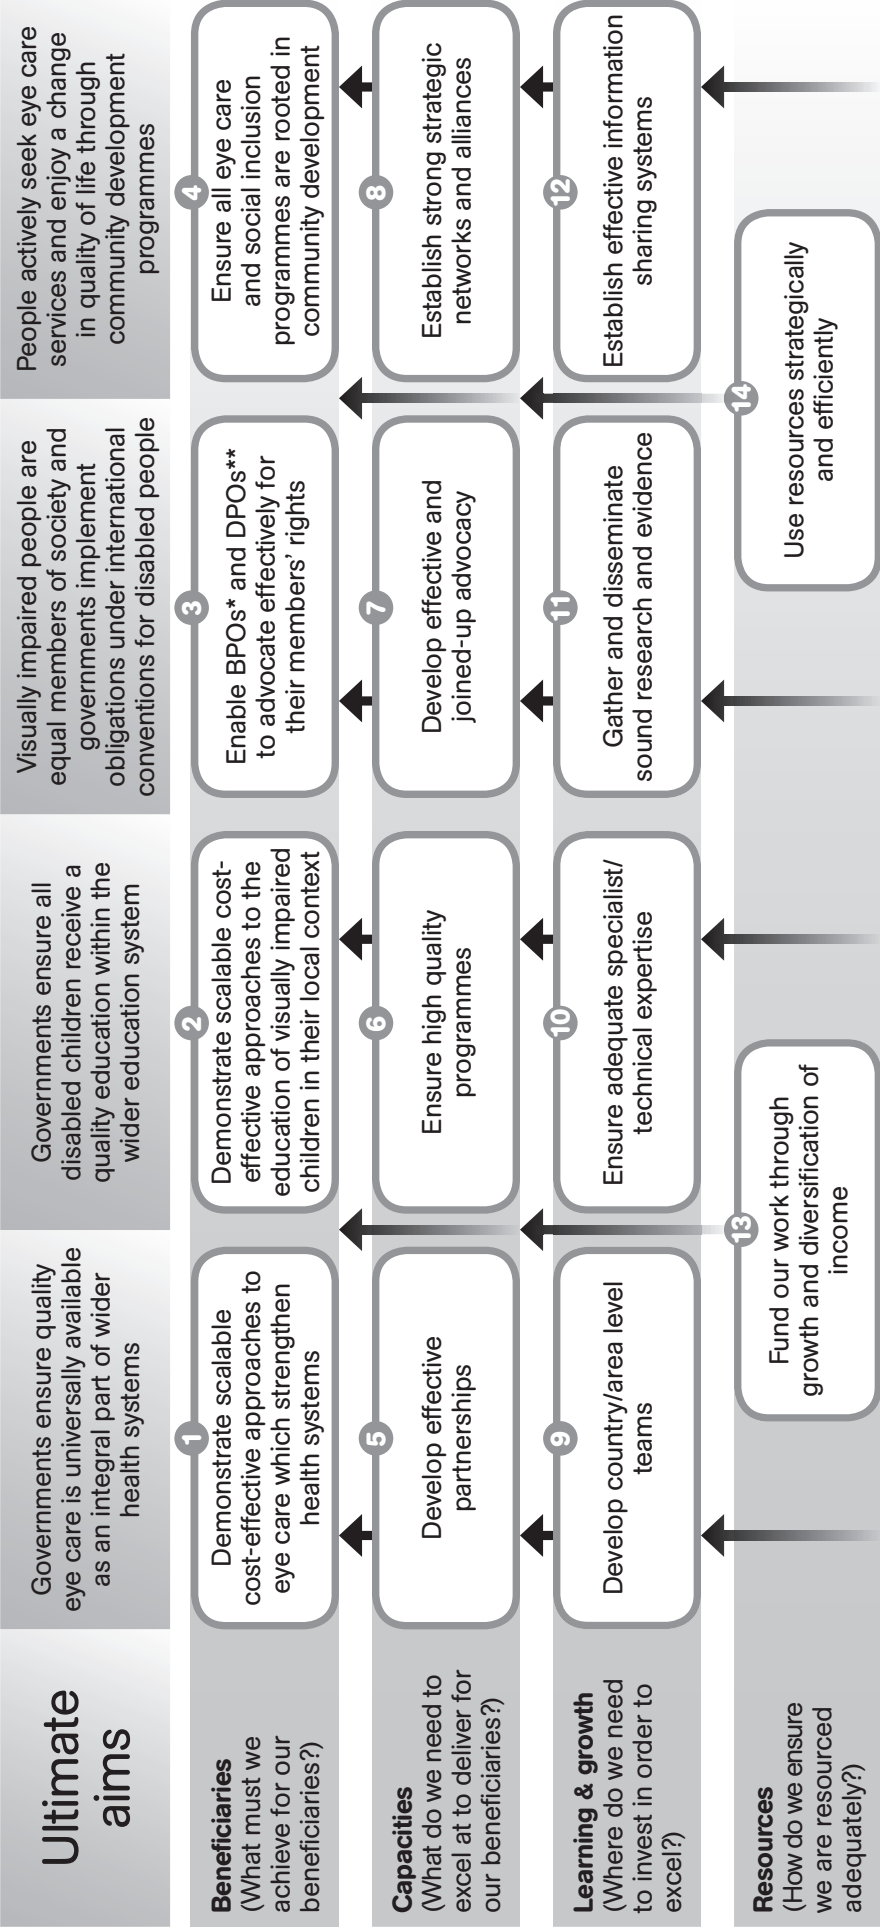 Ultimate
aims
Governments ensure quality
eye care is universally available
as an integral part of wider
health systems
Governments ensure all
disabled children receive a
quality education within the
wider education system
Visually impaired people are
equal members of society and
governments implement
obligations under international
conventions for disabled people
People actively seek eye care
services and enjoy a change
in quality of life through
community development
programmes
Beneficiaries
(What must we
achieve for our
beneficiaries?)
1
Demonstrate scalable
cost-effective approaches to
eye care which strengthen
health systems
2
Demonstrate scalable cost-
effective approaches to the
education of visually impaired
children in their local context
3
Enable BPOs* and DPOs**
to advocate effectively for
their members’ rights
4
Ensure all eye care
and social inclusion
programmes are rooted in
community development
Capacities
(What do we need to
excel at to deliver for
our beneficiaries?)
5
Develop effective
partnerships
6
Ensure high quality
programmes
7
Develop effective and
joined-up advocacy
8
Establish strong strategic
networks and alliances
Learning & growth
(Where do we need
to invest in order to
excel?)
9
Develop country/area level
teams
10
Ensure adequate specialist/
technical expertise
11
Gather and disseminate
sound research and evidence
12
Establish effective information
sharing systems
Resources
(How do we ensure
we are resourced
adequately?)
13
Fund our work through
growth and diversification of
income
14
Use resources strategically
and efficiently